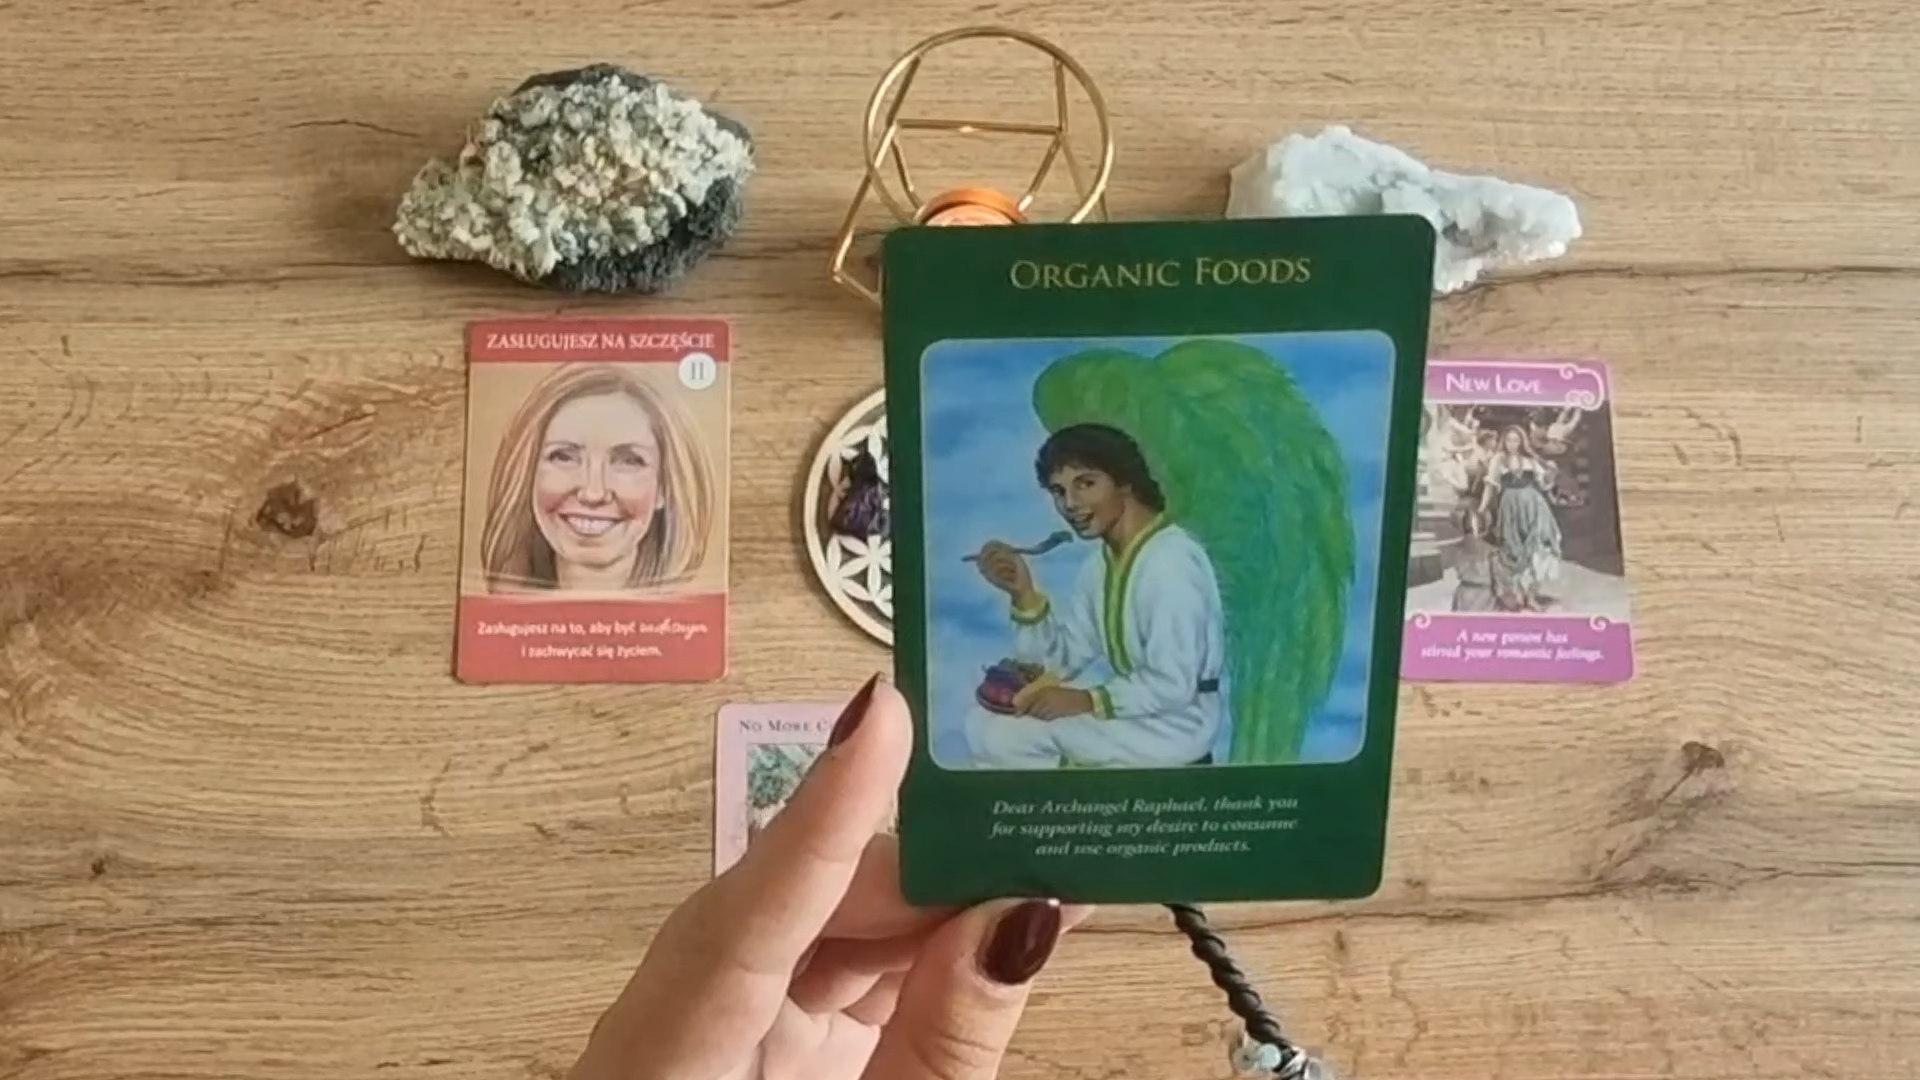 ORGANIC FOODS
Dear Archangel Raphael, thank you
for supporting my desire to consume
and use organic products.
ZASŁUGUJESZ NA SZCZĘŚCIE
II
Zasługujesz na to, aby być
i zachwycać się życiem.
NEW LOVE
A new person has
stirred your romantic feelings.
NO MORE